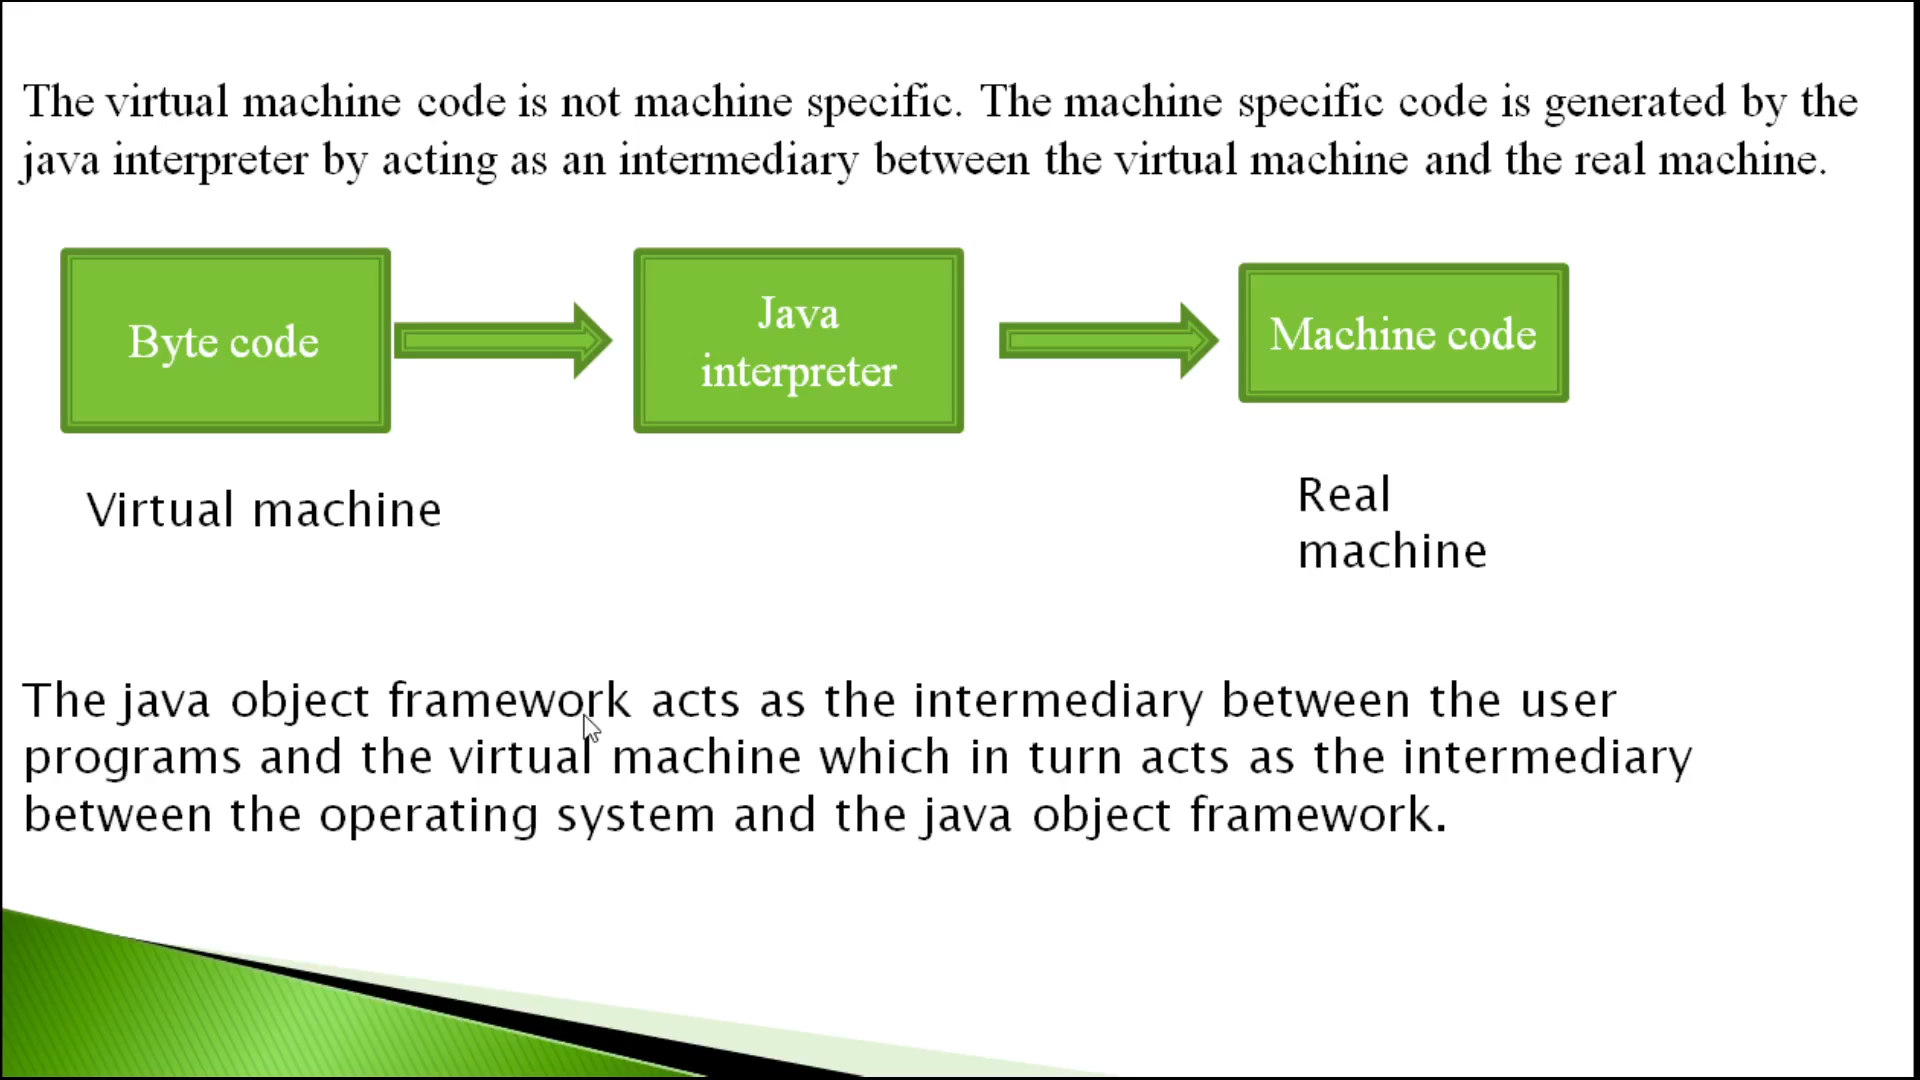 The virtual machine code is not machine specific. The machine specific code is generated by the
java interpreter by acting as an intermediary between the virtual machine and the real machine.
Byte code
Java
interpreter
Machine code
Virtual machine
Real
machine
The java object framework acts as the intermediary between the user
programs and the virtual machine which in turn acts as the intermediary
between the operating system and the java object framework.